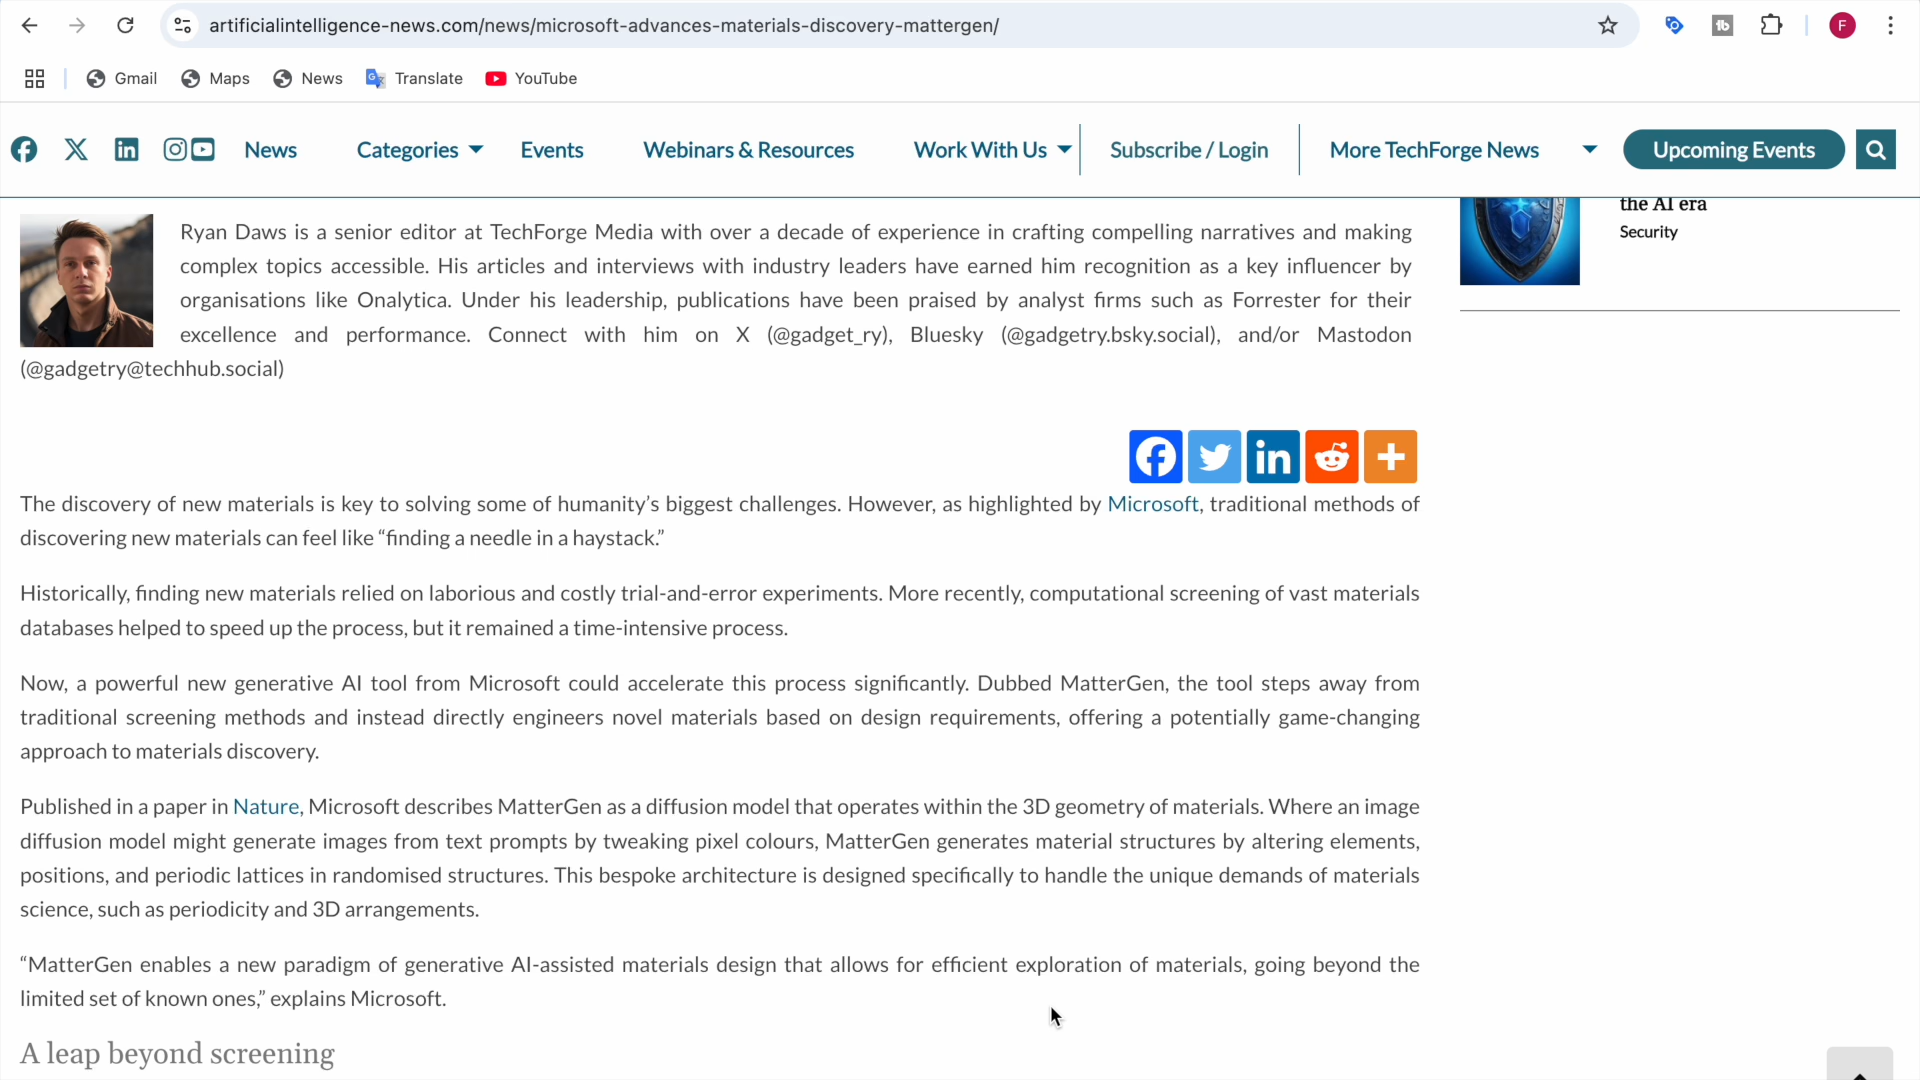 artificialintelligence-news.com/news/microsoft-advances-materials-discovery-mattergen/
tb
F
Gmail
Maps
News
Translate
YouTube
News
Categories
Events
Webinars & Resources
Work With Us
Subscribe / Login
More TechForge News
Upcoming Events
the AI era
Security
Ryan Daws is a senior editor at TechForge Media with over a decade of experience in crafting compelling narratives and making
complex topics accessible. His articles and interviews with industry leaders have earned him recognition as a key influencer by
organisations like Onalytica. Under his leadership, publications have been praised by analyst firms such as Forrester for their
excellence and performance. Connect with him on X (@gadget_ry), Bluesky (@gadgetry.bsky.social), and/or Mastodon
(@gadgetry@techhub.social)
The discovery of new materials is key to solving some of humanity’s biggest challenges. However, as highlighted by Microsoft, traditional methods of
discovering new materials can feel like “finding a needle in a haystack.”
Historically, finding new materials relied on laborious and costly trial-and-error experiments. More recently, computational screening of vast materials
databases helped to speed up the process, but it remained a time-intensive process.
Now, a powerful new generative AI tool from Microsoft could accelerate this process significantly. Dubbed MatterGen, the tool steps away from
traditional screening methods and instead directly engineers novel materials based on design requirements, offering a potentially game-changing
approach to materials discovery.
Published in a paper in Nature, Microsoft describes MatterGen as a diffusion model that operates within the 3D geometry of materials. Where an image
diffusion model might generate images from text prompts by tweaking pixel colours, MatterGen generates material structures by altering elements,
positions, and periodic lattices in randomised structures. This bespoke architecture is designed specifically to handle the unique demands of materials
science, such as periodicity and 3D arrangements.
“MatterGen enables a new paradigm of generative AI-assisted materials design that allows for efficient exploration of materials, going beyond the
limited set of known ones,” explains Microsoft.
A leap beyond screening